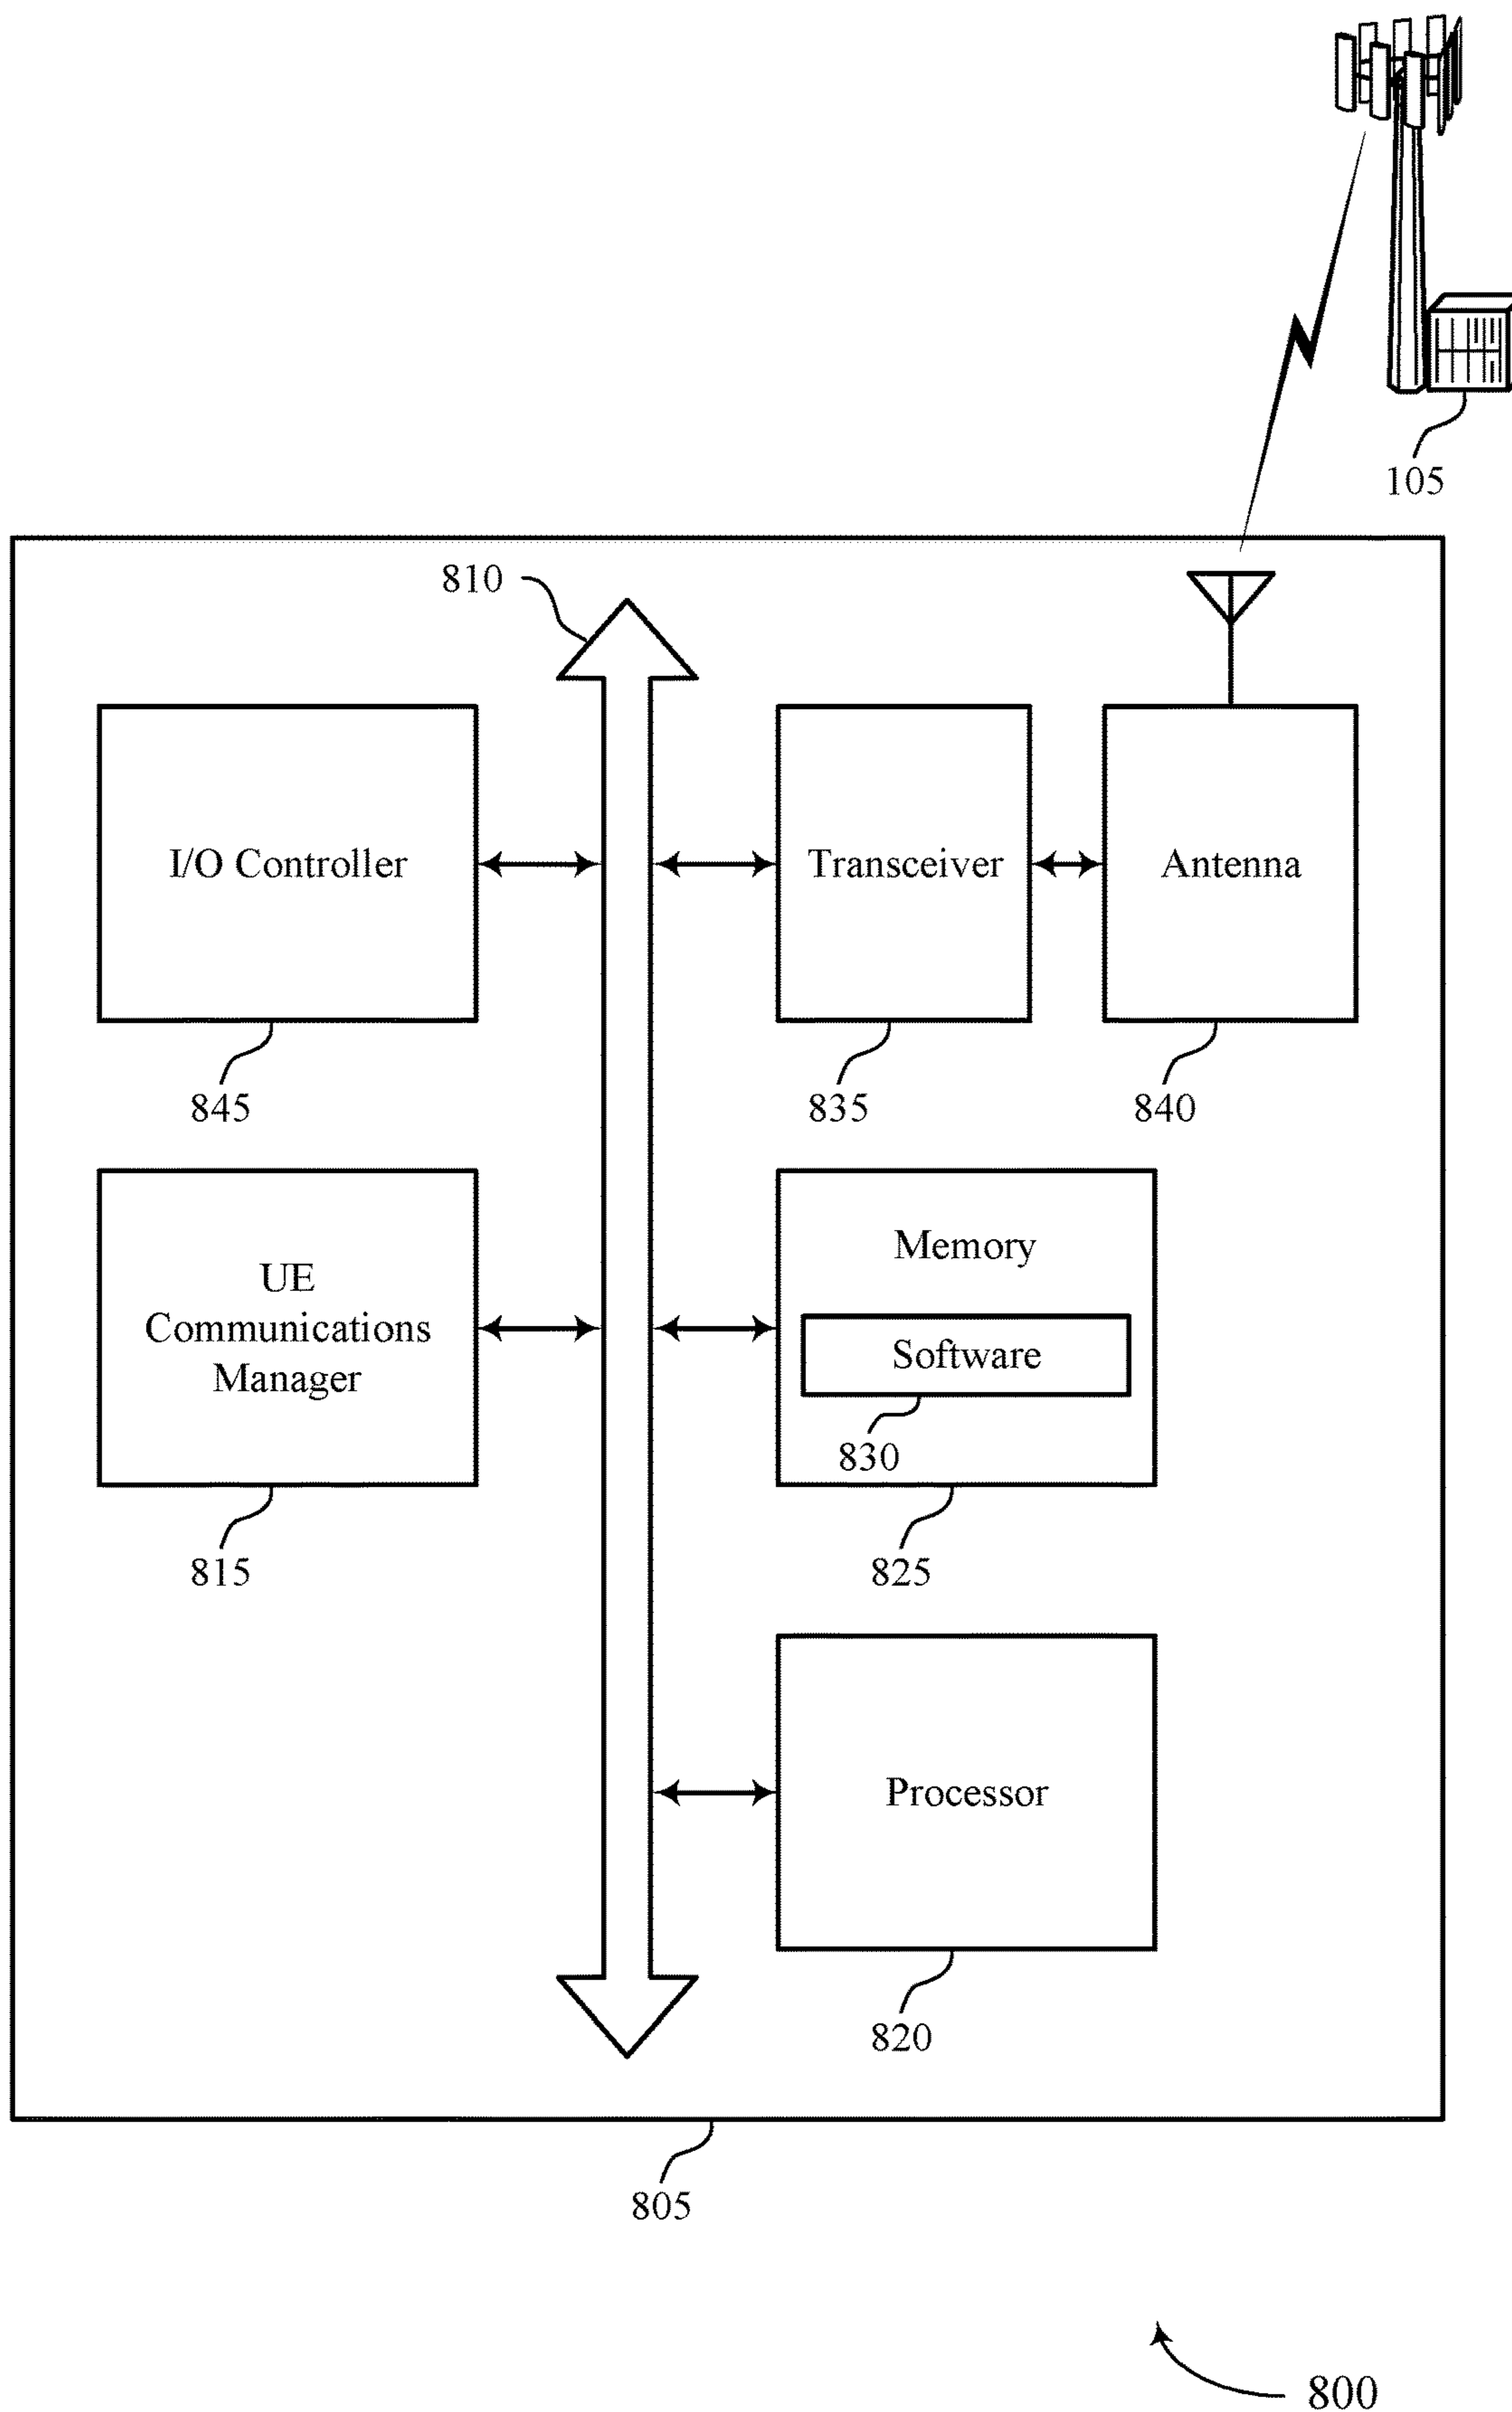 105
810
I/O Controller
Transceiver
Antenna
845
835
840
UE
Communications
Manager
Memory
Software
830
815
825
Processor
820
805
800